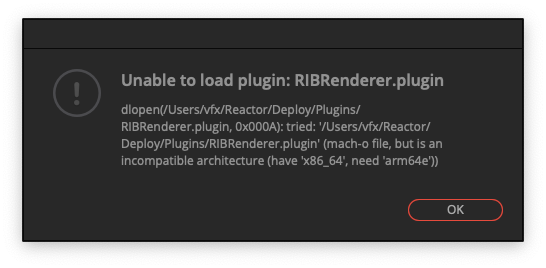 Unable to load plugin: RIBRenderer.plugin
dlopen(/Users/vfx/Reactor/Deploy/Plugins/
RIBRenderer.plugin, 0x000A): tried: '/Users/vfx/Reactor/
Deploy/Plugins/RIBRenderer.plugin' (mach-o file, but is an
incompatible architecture (have 'x86_64', need 'arm64e'))
OK